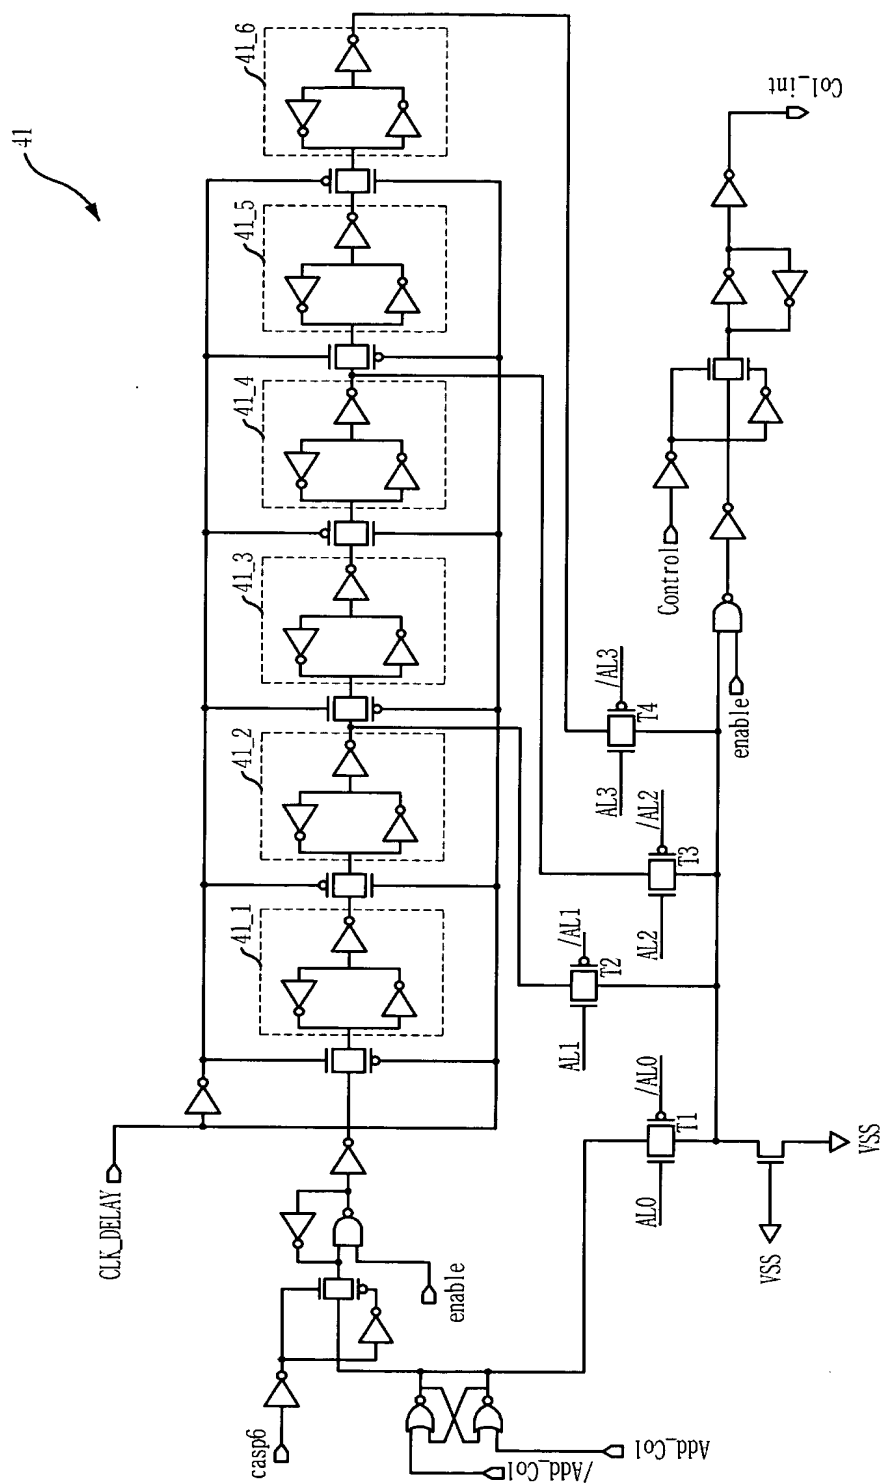 41
41_6
41_5
41_4
41_3
41_2
41_1
CLK_DELAY
casp6
enable
/Add_Col
Add_Col
AL0
/AL0
T1
AL1
/AL1
T2
AL2
/AL2
T3
AL3
/AL3
T4
VSS
VSS
enable
Control
Col_int